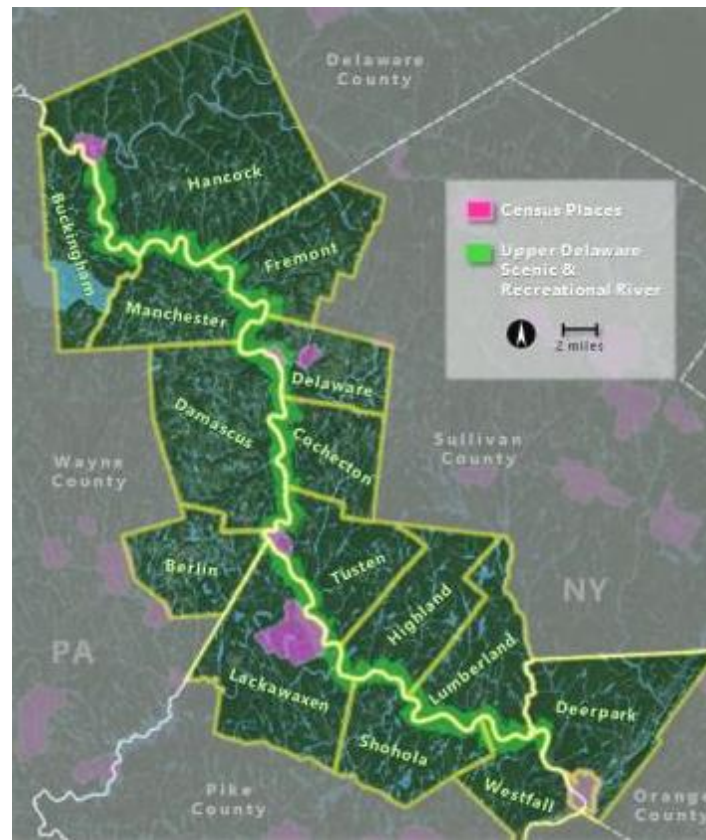 Delaware
County
Hancock
Buckingham
Census Places
Upper Delaware
Scenic &
Recreational River
2 miles
Fremont
Manchester
Delaware
Damascus
Cochecton
Sullivan
County
Wayne
County
Berlin
Tusten
Highland
NY
PA
Lumberland
Lackawaxen
Deerpark
Shohola
Westfall
Pike
County
Orange
County